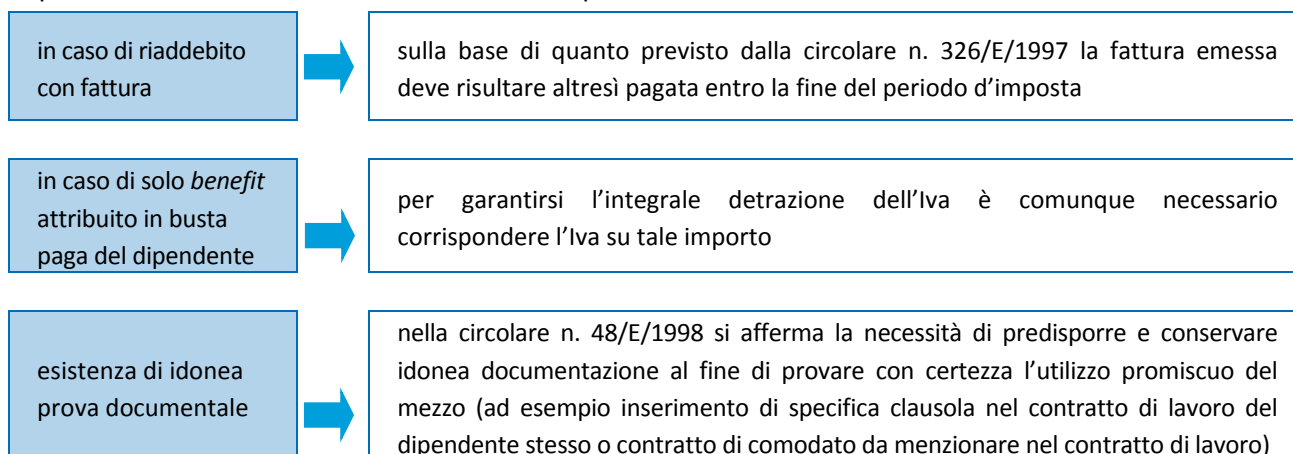 in caso di riaddebito
con fattura
sulla base di quanto previsto dalla circolare n. 326/E/1997 la fattura emessa
deve risultare altresì pagata entro la fine del periodo d’imposta
in caso di solo benefit
attribuito in busta
paga del dipendente
per garantirsi l’integrale detrazione dell’Iva è comunque necessario
corrispondere l’Iva su tale importo
esistenza di idonea
prova documentale
nella circolare n. 48/E/1998 si afferma la necessità di predisporre e conservare
idonea documentazione al fine di provare con certezza l’utilizzo promiscuo del
mezzo (ad esempio inserimento di specifica clausola nel contratto di lavoro del
dipendente stesso o contratto di comodato da menzionare nel contratto di lavoro)